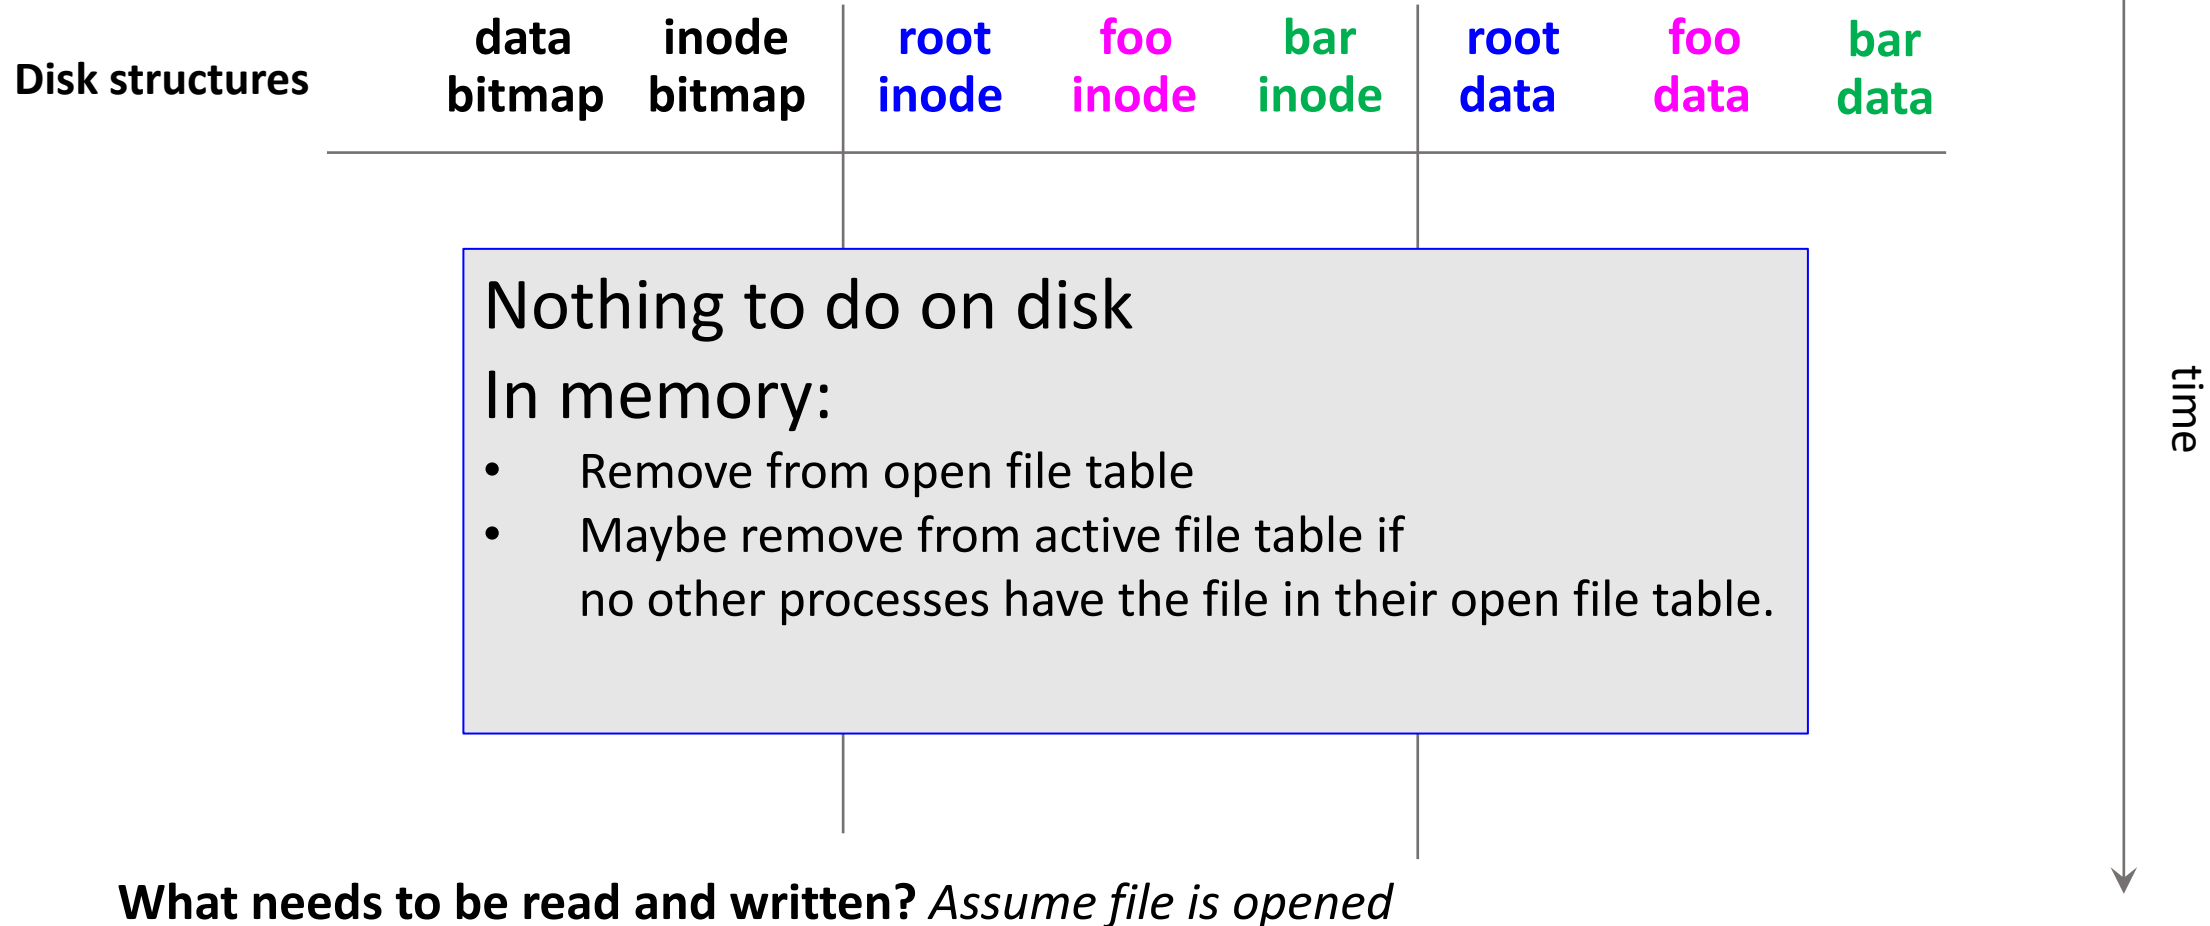 Disk structures
data bitmap
inode bitmap
root inode
foo inode
bar inode
root data
foo data
bar data
Nothing to do on disk
In memory:
• Remove from open file table
• Maybe remove from active file table if
no other processes have the file in their open file table.
time
What needs to be read and written? Assume file is opened